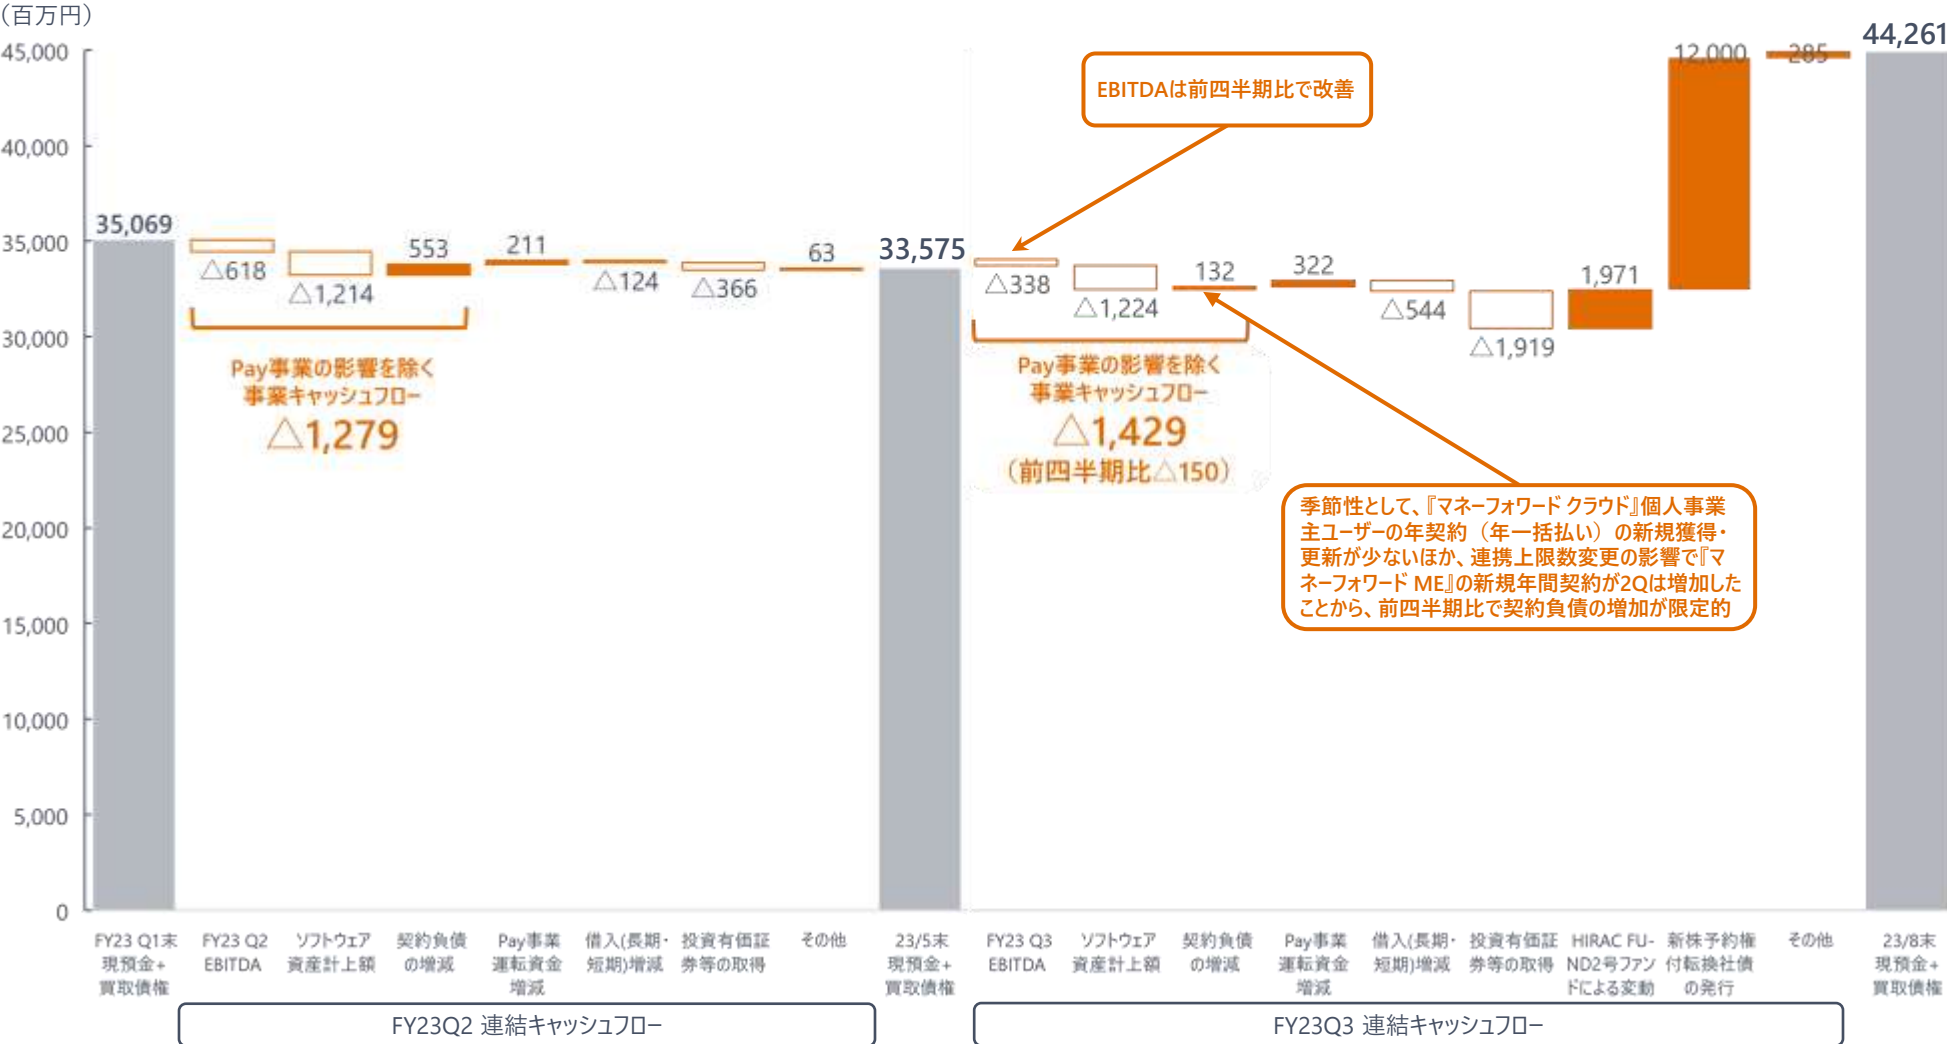 (百万円)
44,261
45,000
12,000
285
EBITDAは前四半期比で改善
40,000
35,069
35,000
△618
△1,214
553
211
△124
△366
63
33,575
△338
△1,224
132
322
△544
△1,919
1,971
30,000
Pay事業の影響を除く
事業キャッシュフロー
△1,279
Pay事業の影響を除く
事業キャッシュフロー
△1,429
(前四半期比△150)
25,000
季節性として、『マネーフォワード クラウド』個人事業
主ユーザーの年契約（年一括払い）の新規獲得・
更新が少ないほか、連携上限数変更の影響で『マ
ネーフォワード ME』の新規年間契約が2Qは増加した
ことから、前四半期比で契約負債の増加が限定的
20,000
15,000
10,000
5,000
0
FY23 Q1末
現預金+
買取債権
FY23 Q2
EBITDA
ソフトウェア
資産計上額
契約負債
の増減
Pay事業
運転資金
増減
借入(長期・
短期)増減
投資有価証
券等の取得
その他
23/5末
現預金+
買取債権
FY23 Q3
EBITDA
ソフトウェア
資産計上額
契約負債
の増減
Pay事業
運転資金
増減
借入(長期・
短期)増減
投資有価証
券等の取得
HIRAC FU-
ND2号ファン
ドによる変動
新株予約権
付転換社債
の発行
その他
23/8末
現預金+
買取債権
FY23Q2 連結キャッシュフロー
FY23Q3 連結キャッシュフロー